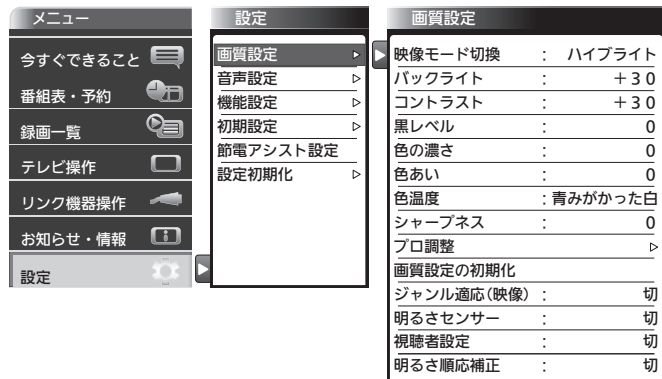 メニュー
今すぐできること
番組表・予約
録画一覧
テレビ操作
リンク機器操作
お知らせ・情報
設定
設定
画質設定
音声設定
機能設定
初期設定
節電アシスト設定
設定初期化
画質設定
映像モード切換 : ハイブライト
バックライト : +30
コントラスト : +30
黒レベル : 0
色の濃さ : 0
色あい : 0
色温度 : 青みがかった白
シャープネス : 0
プロ調整
画質設定の初期化
ジャンル適応(映像) : 切
明るさセンサー : 切
視聴者設定 : 切
明るさ順応補正 : 切